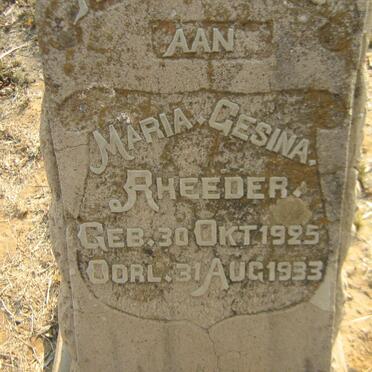 AAN
MARIA GESINA.
RHEEDER.
GEB. 30 OKT 1925
OORL. 31 AUG 1933